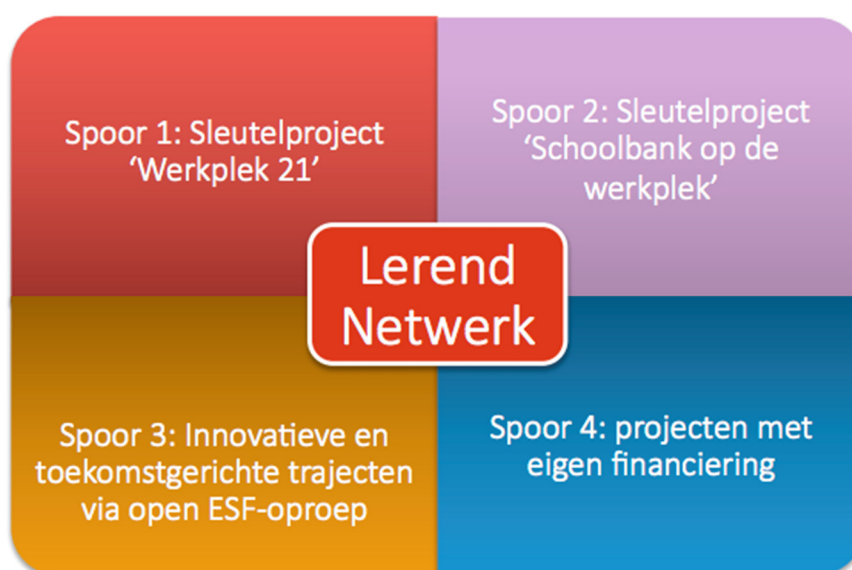 Spoor 1: Sleutelproject
‘Werkplek 21’
Spoor 2: Sleutelproject
‘Schoolbank op de
werkplek’
Lerend
Netwerk
Spoor 3: Innovatieve en
toekomstgerichte trajecten
via open ESF-oproep
Spoor 4: projecten met
eigen financiering